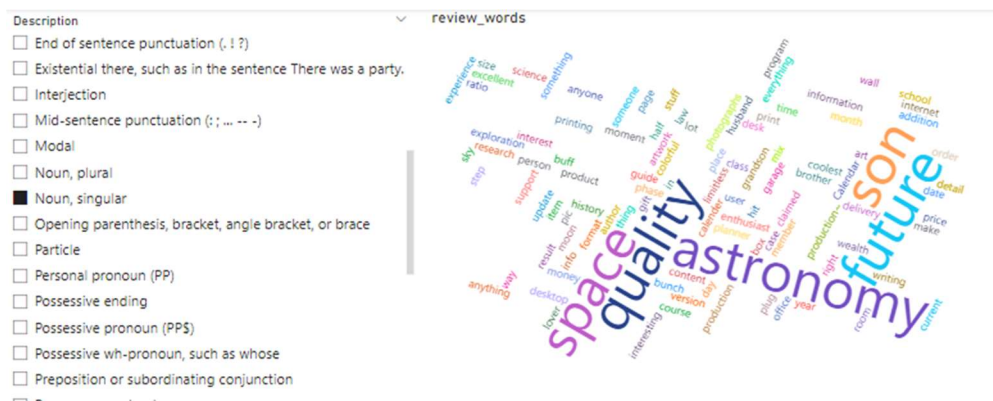 Description
End of sentence punctuation (. ! ?)
Existential there, such as in the sentence There was a party.
Interjection
Mid-sentence punctuation (: ; ... -- -)
Modal
Noun, plural
Noun, singular
Opening parenthesis, bracket, angle bracket, or brace
Particle
Personal pronoun (PP)
Possessive ending
Possessive pronoun (PP$)
Possessive wh-pronoun, such as whose
Preposition or subordinating conjunction
review_words
experience
size
excellent
ratio
science
something
anyone
someone
page
stuff
program
everything
wall
school
internet
addition
information
month
time
photographs
husband
print
desk
law
lot
half
artwork
colorful
printing
moment
exploration
interest
sky
research
person
buff
product
step
support
guide
phase
in
gift
place
class
limitless
grandson
mix
garage
coolest
brother
Calendar
art
son
future
order
detail
date
price
make
delivery
production~
wealth
right
writing
current
room
year
office
plug
astronomy
quality
space
calender
user
enthusiast
planner
hit
box
case
claimed
member
update
item
pic
history
moon
format
author
thing
result
info
money
way
anything
desktop
lover
content
bunch
version
day
course
production
interesting